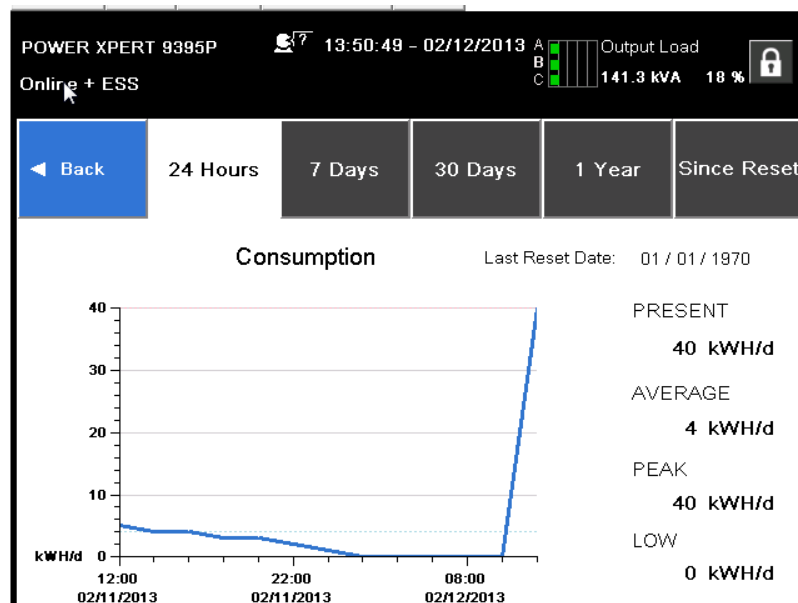 POWER XPERT 9395P
? 13:50:49 - 02/12/2013
A
B
C
Output Load
141.3 kVA 18 %
Online + ESS
◄ Back
24 Hours
7 Days
30 Days
1 Year
Since Reset
Consumption
Last Reset Date: 01 / 01 / 1970
40
30
20
10
kWH/d 0
12:00 22:00 08:00
02/11/2013 02/11/2013 02/12/2013
PRESENT
40 kWH/d
AVERAGE
4 kWH/d
PEAK
40 kWH/d
LOW
0 kWH/d